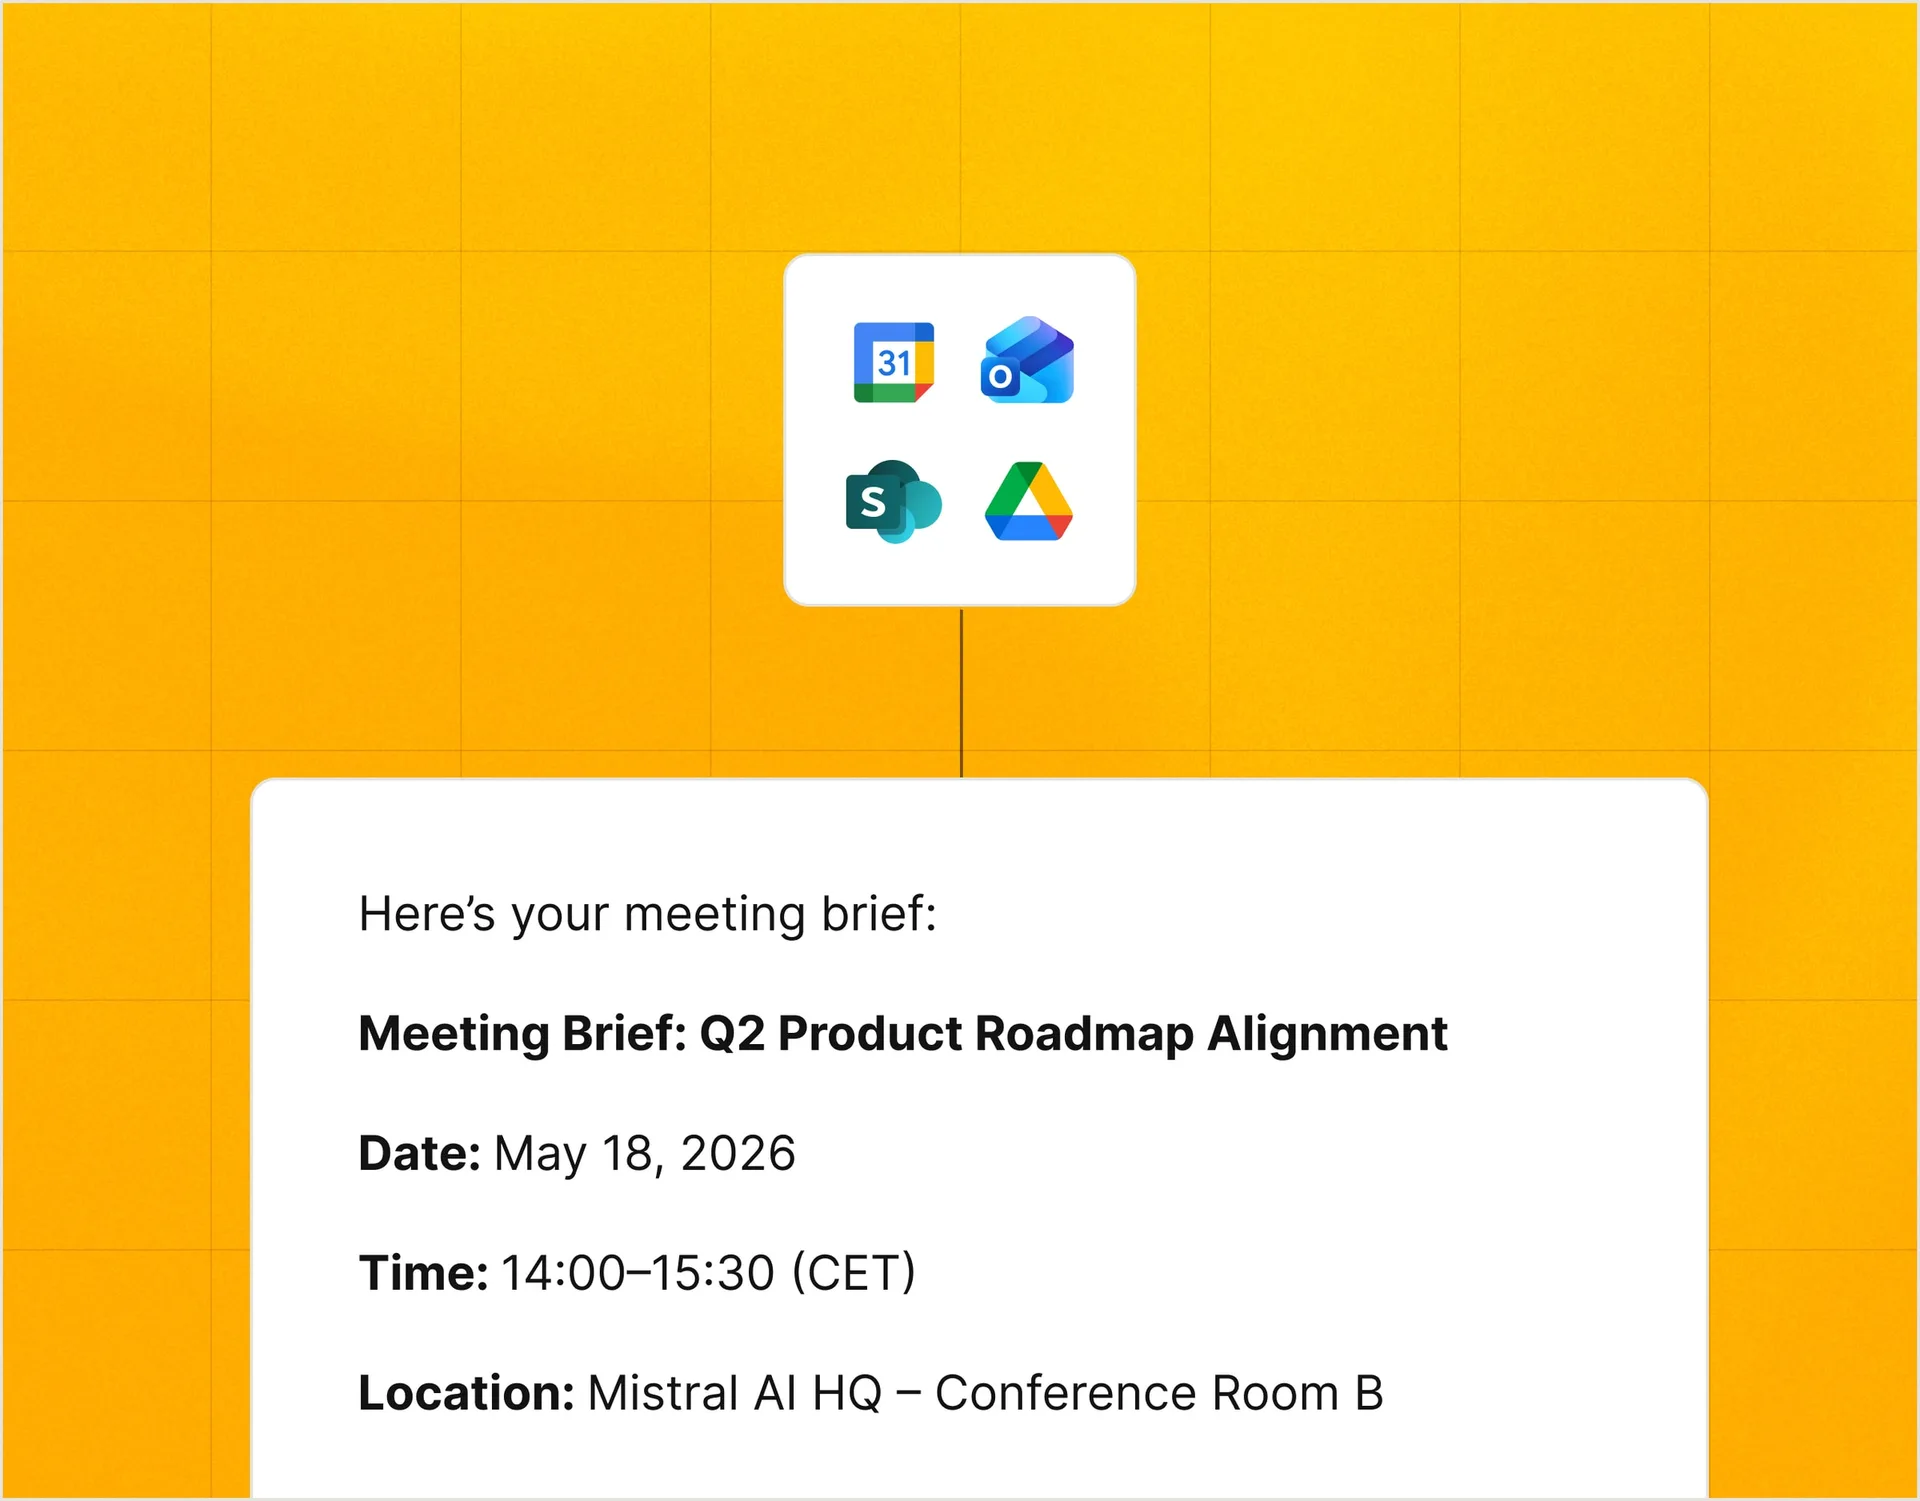 31
O
S
Here’s your meeting brief:
Meeting Brief: Q2 Product Roadmap Alignment
Date: May 18, 2026
Time: 14:00–15:30 (CET)
Location: Mistral AI HQ – Conference Room B